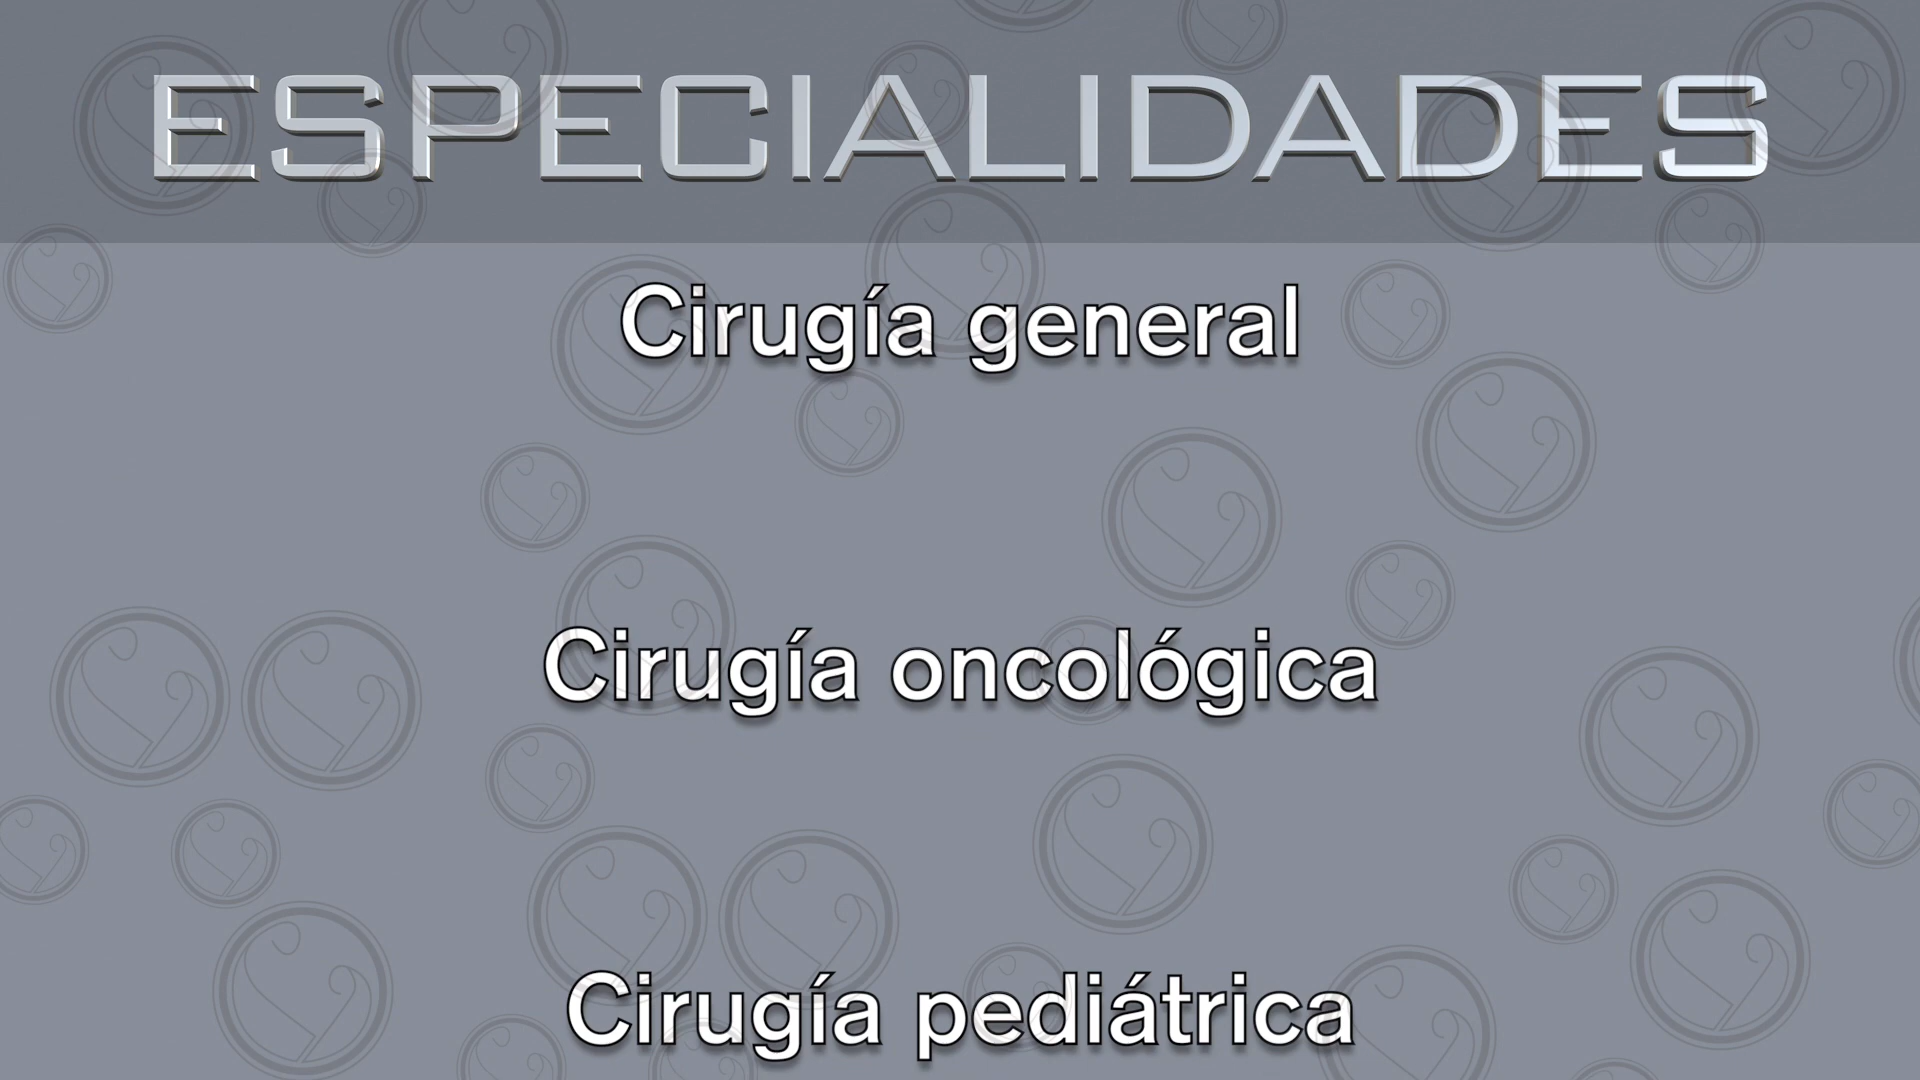 ESPECIALIDADES
Cirugía general
Cirugía oncológica
Cirugía pediátrica